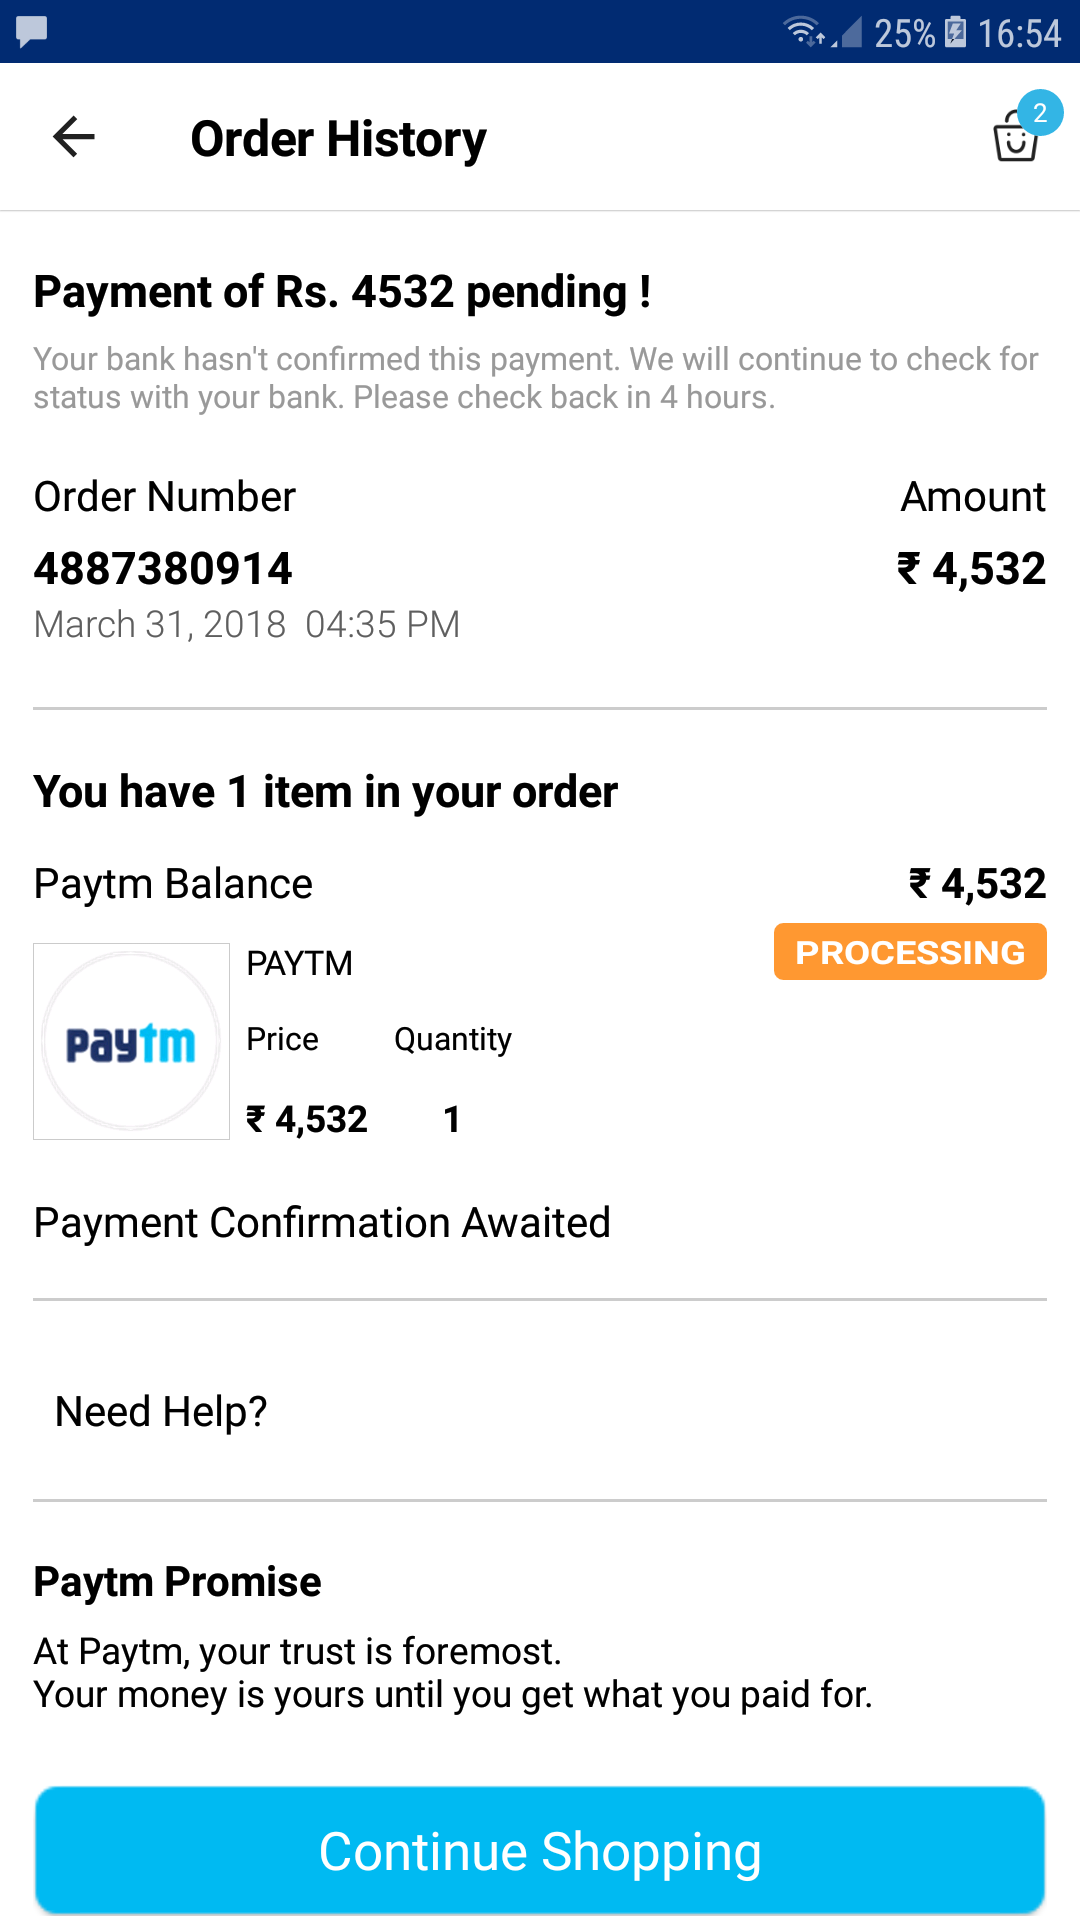 25% 16:54
Order History
2
Payment of Rs. 4532 pending !
Your bank hasn't confirmed this payment. We will continue to check for
status with your bank. Please check back in 4 hours.
Order Number Amount
4887380914 ₹ 4,532
March 31, 2018 04:35 PM
You have 1 item in your order
Paytm Balance ₹ 4,532
PROCESSING
PAYTM
paytm
Price Quantity
₹ 4,532 1
Payment Confirmation Awaited
Need Help?
Paytm Promise
At Paytm, your trust is foremost.
Your money is yours until you get what you paid for.
Continue Shopping